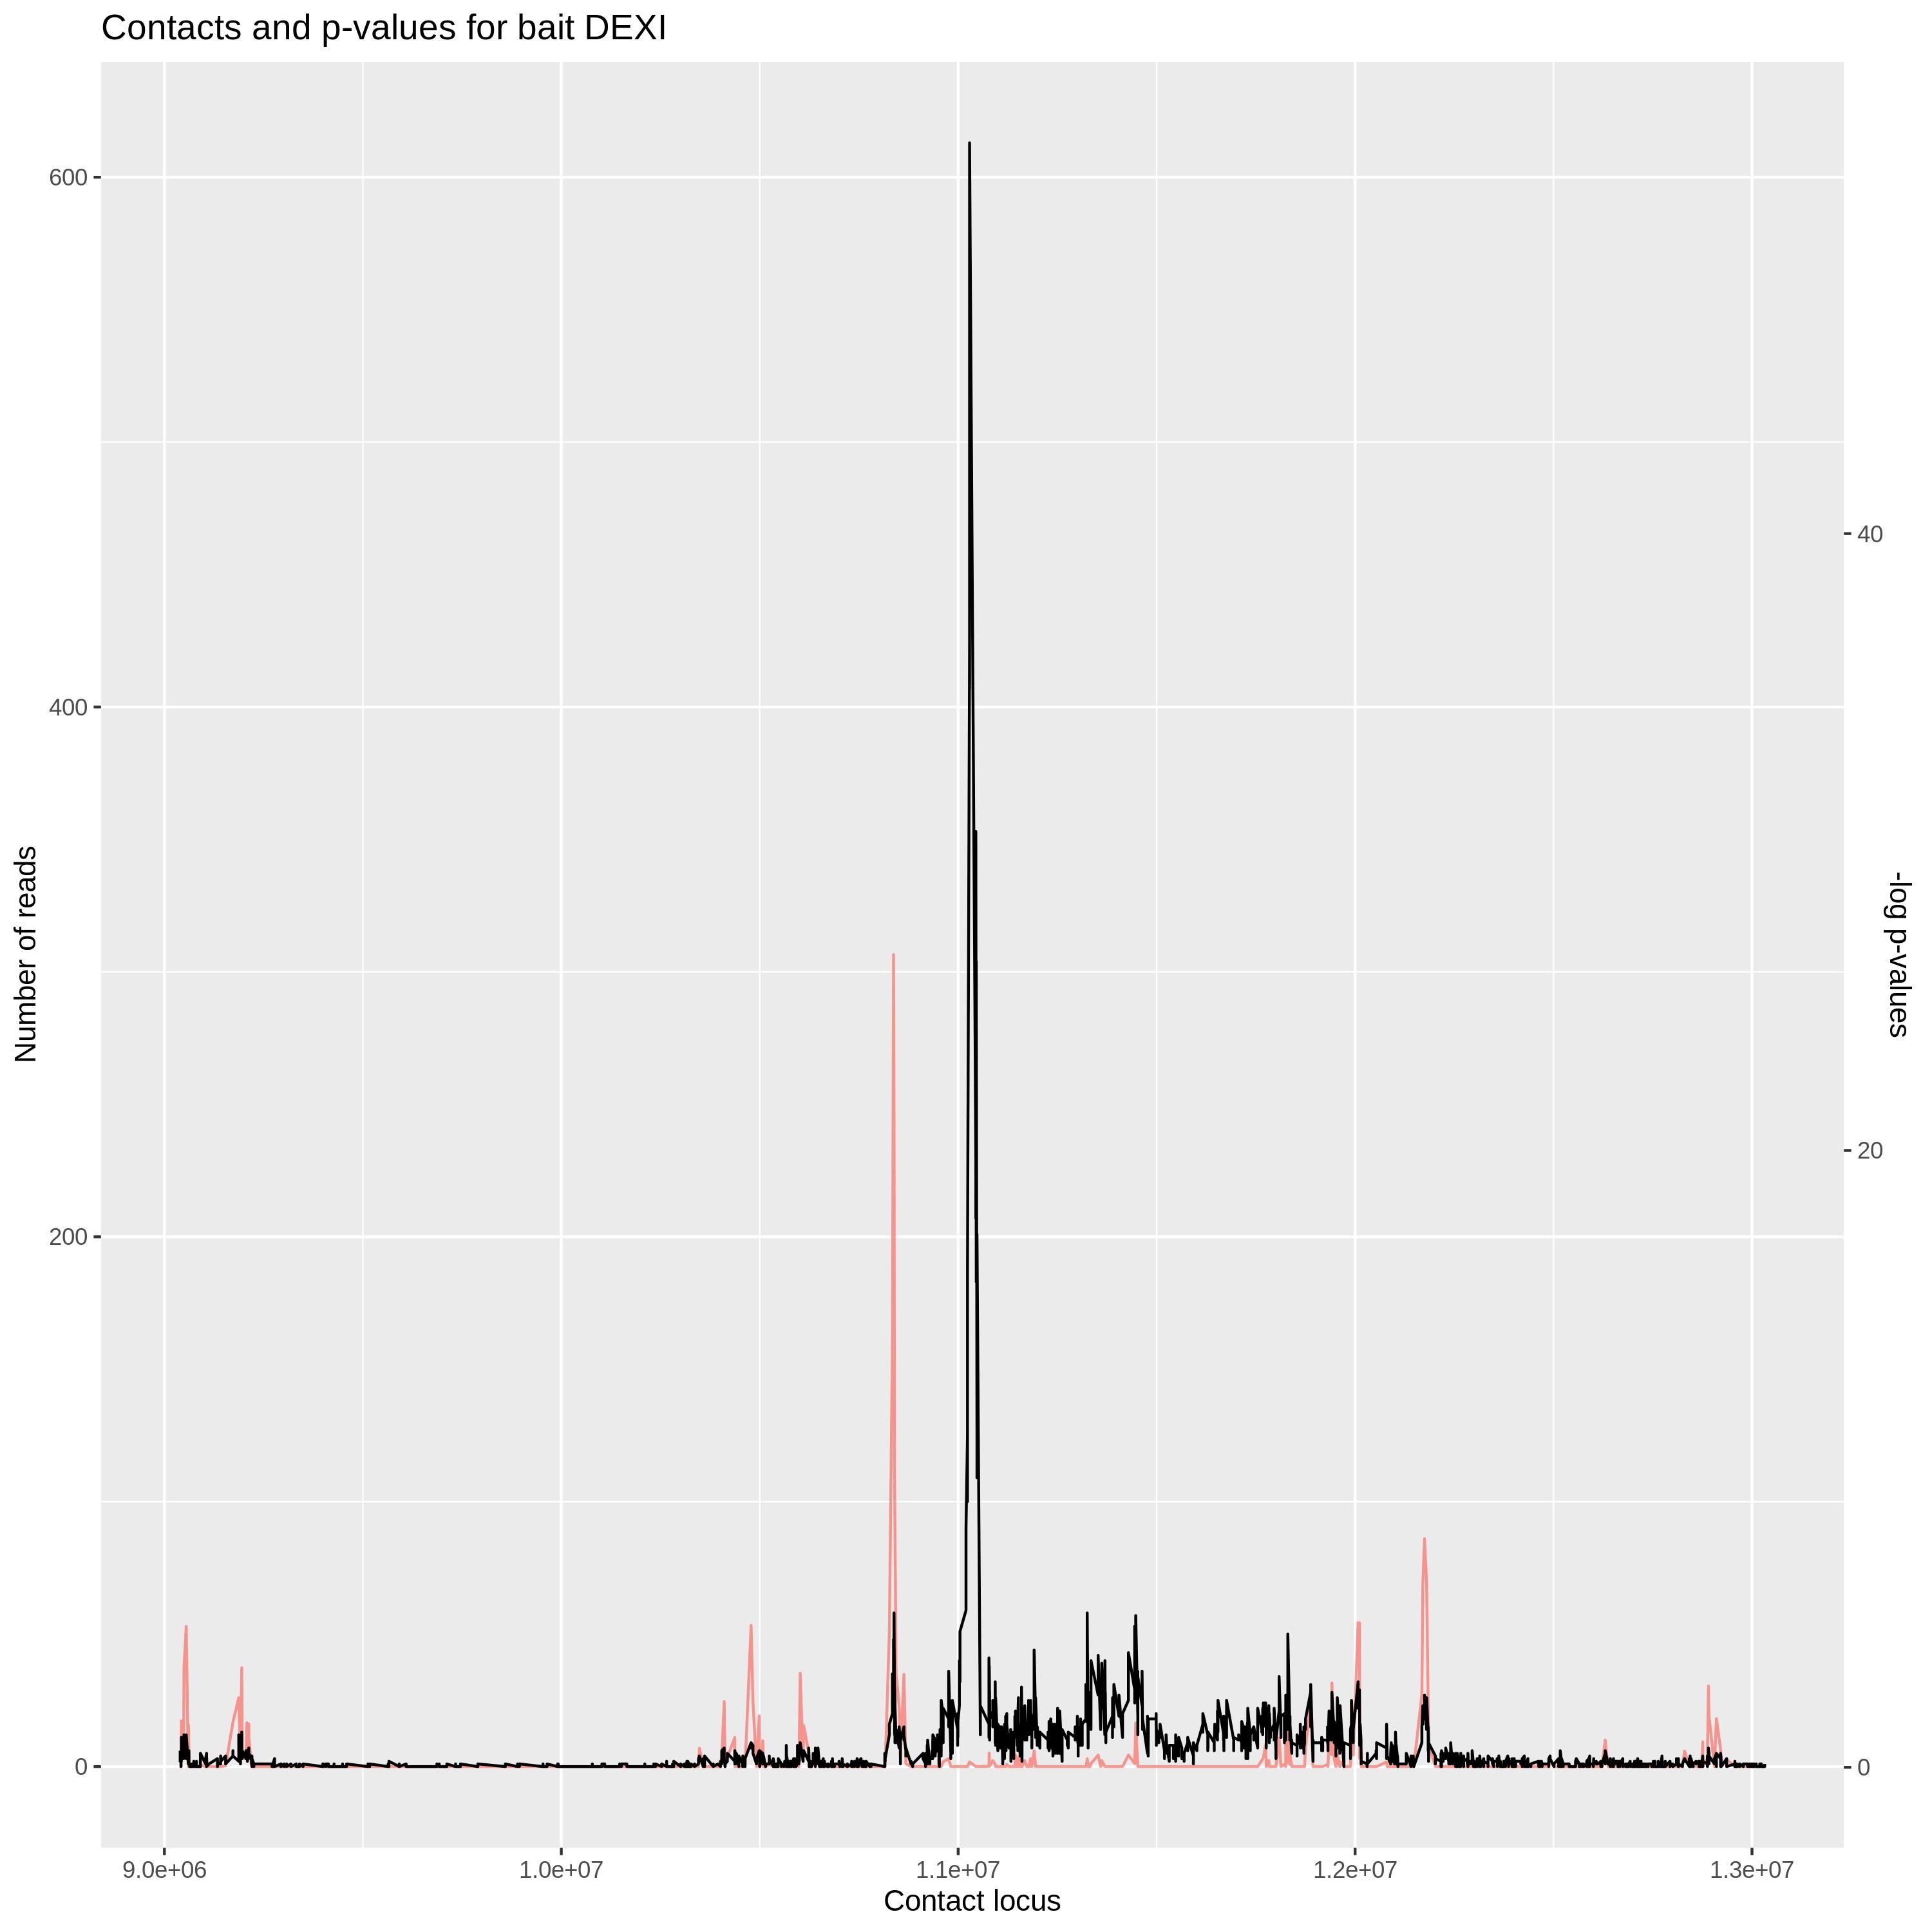 Contacts and p-values for bait DEXI
600
400
200
0
Number of reads
40
20
0
-log p-values
9.0e+06 1.0e+07 1.1e+07 1.2e+07 1.3e+07
Contact locus